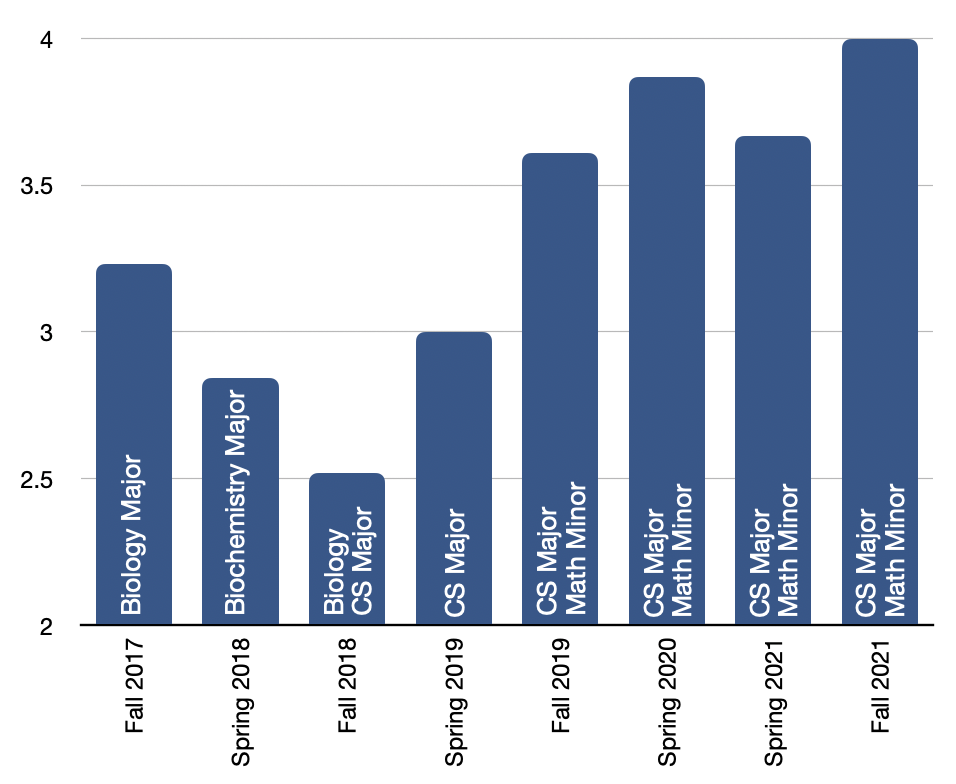 4
3.5
3
2.5
2
Biology Major
Biochemistry Major
Biology
CS Major
CS Major
CS Major
Math Minor
CS Major
Math Minor
CS Major
Math Minor
CS Major
Math Minor
Fall 2017
Spring 2018
Fall 2018
Spring 2019
Fall 2019
Spring 2020
Spring 2021
Fall 2021